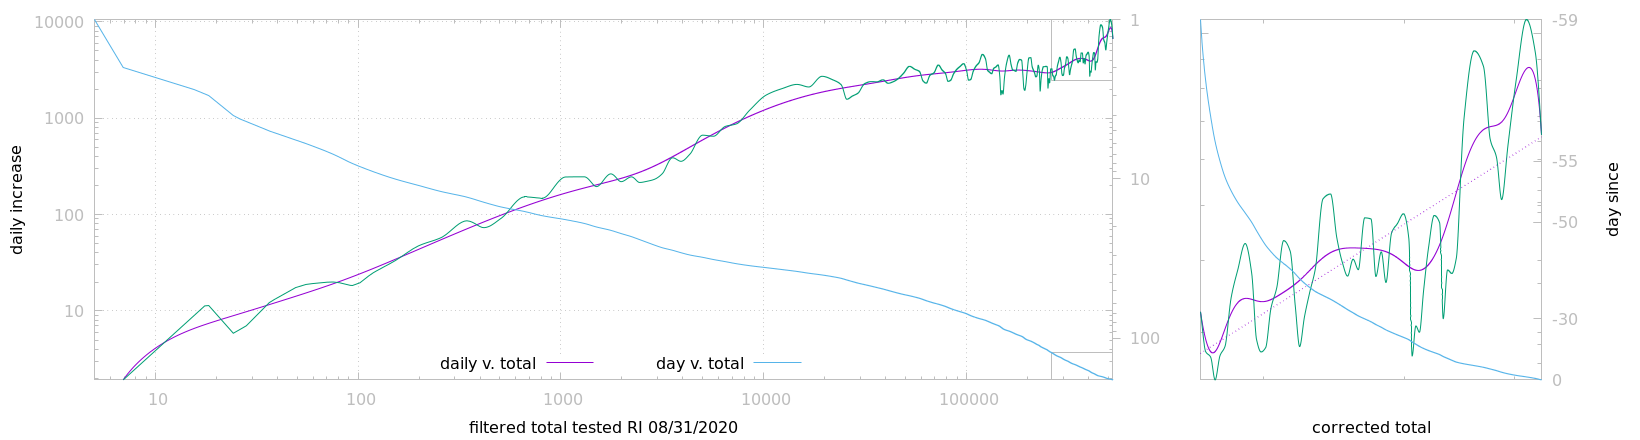 10000
1000
100
10
daily increase
10
100
1000
10000
100000
1
10
100
daily v. total
day v. total
filtered total tested RI 08/31/2020
-59
-55
-50
-30
0
day since
corrected total